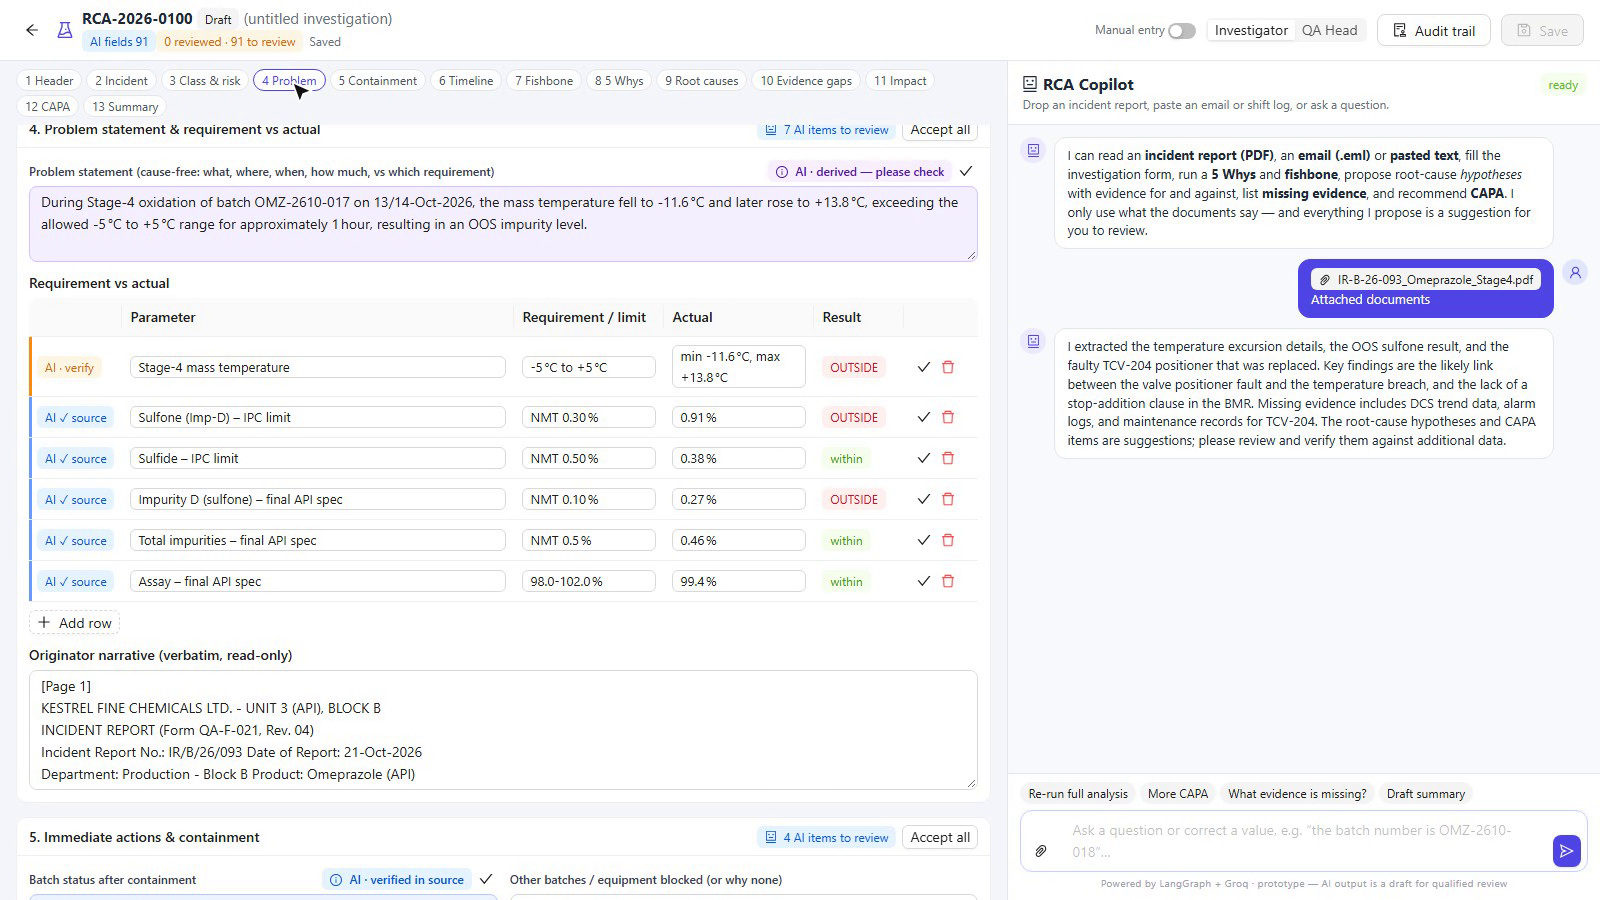 RCA-2026-0100 Draft (untitled investigation)
AI fields 91 0 reviewed · 91 to review Saved
Manual entry Investigator QA Head Audit trail Save
1 Header 2 Incident 3 Class & risk 4 Problem 5 Containment 6 Timeline 7 Fishbone 8 5 Whys 9 Root causes 10 Evidence gaps 11 Impact
12 CAPA 13 Summary
4. Problem statement & requirement vs actual 7 AI items to review Accept all
Problem statement (cause-free: what, where, when, how much, vs which requirement) AI · derived — please check
During Stage-4 oxidation of batch OMZ-2610-017 on 13/14-Oct-2026, the mass temperature fell to -11.6 °C and later rose to +13.8 °C, exceeding the
allowed -5 °C to +5 °C range for approximately 1 hour, resulting in an OOS impurity level.
Requirement vs actual
Parameter Requirement / limit Actual Result
AI · verify Stage-4 mass temperature -5 °C to +5 °C min -11.6 °C, max
+13.8 °C OUTSIDE
AI ✓ source Sulfone (Imp-D) – IPC limit NMT 0.30 % 0.91 % OUTSIDE
AI ✓ source Sulfide – IPC limit NMT 0.50 % 0.38 % within
AI ✓ source Impurity D (sulfone) – final API spec NMT 0.10 % 0.27 % OUTSIDE
AI ✓ source Total impurities – final API spec NMT 0.5 % 0.46 % within
AI ✓ source Assay – final API spec 98.0-102.0 % 99.4 % within
+ Add row
Originator narrative (verbatim, read-only)
[Page 1]
KESTREL FINE CHEMICALS LTD. - UNIT 3 (API), BLOCK B
INCIDENT REPORT (Form QA-F-021, Rev. 04)
Incident Report No.: IR/B/26/093 Date of Report: 21-Oct-2026
Department: Production - Block B Product: Omeprazole (API)
5. Immediate actions & containment 4 AI items to review Accept all
Batch status after containment AI · verified in source Other batches / equipment blocked (or why none)
RCA Copilot ready
Drop an incident report, paste an email or shift log, or ask a question.
I can read an incident report (PDF), an email (.eml) or pasted text, fill the
investigation form, run a 5 Whys and fishbone, propose root-cause hypotheses
with evidence for and against, list missing evidence, and recommend CAPA. I
only use what the documents say — and everything I propose is a suggestion for
you to review.
IR-B-26-093_Omeprazole_Stage4.pdf
Attached documents
I extracted the temperature excursion details, the OOS sulfone result, and the
faulty TCV-204 positioner that was replaced. Key findings are the likely link
between the valve positioner fault and the temperature breach, and the lack of a
stop-addition clause in the BMR. Missing evidence includes DCS trend data, alarm
logs, and maintenance records for TCV-204. The root-cause hypotheses and CAPA
items are suggestions; please review and verify them against additional data.
Re-run full analysis More CAPA What evidence is missing? Draft summary
Ask a question or correct a value, e.g. "the batch number is OMZ-2610-
018"...
Powered by LangGraph + Groq · prototype — AI output is a draft for qualified review